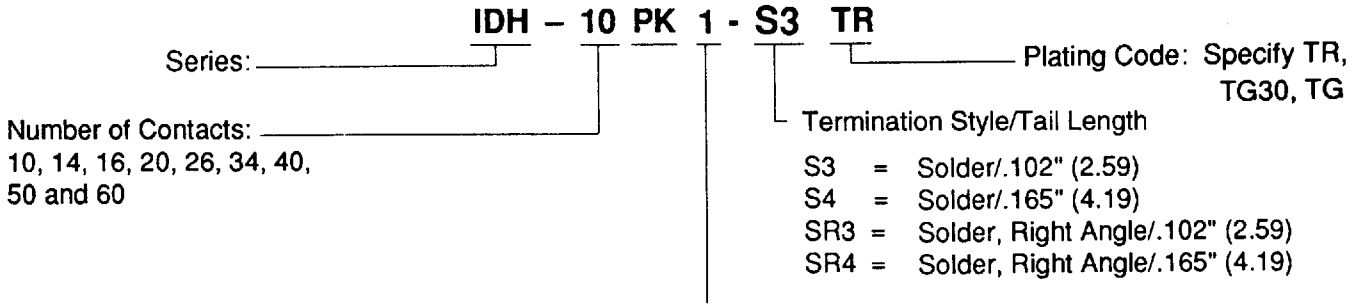 IDH – 10 PK 1 - S3 TR
Series:
Plating Code: Specify TR,
TG30, TG
Number of Contacts:
10, 14, 16, 20, 26, 34, 40,
50 and 60
Termination Style/Tail Length
S3 = Solder/.102" (2.59)
S4 = Solder/.165" (4.19)
SR3 = Solder, Right Angle/.102" (2.59)
SR4 = Solder, Right Angle/.165" (4.19)